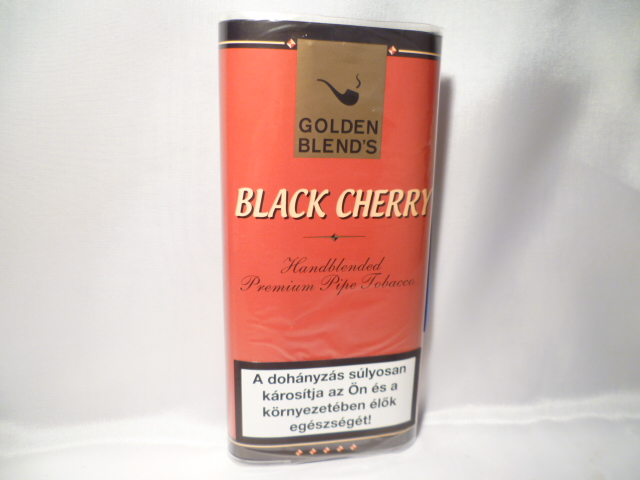 GOLDEN
BLEND'S
BLACK CHERRY
Handblended
Premium Pipe Tobacco.
A dohányzás súlyosan
károsítja az Ön és a
környezetében élők
egészségét!